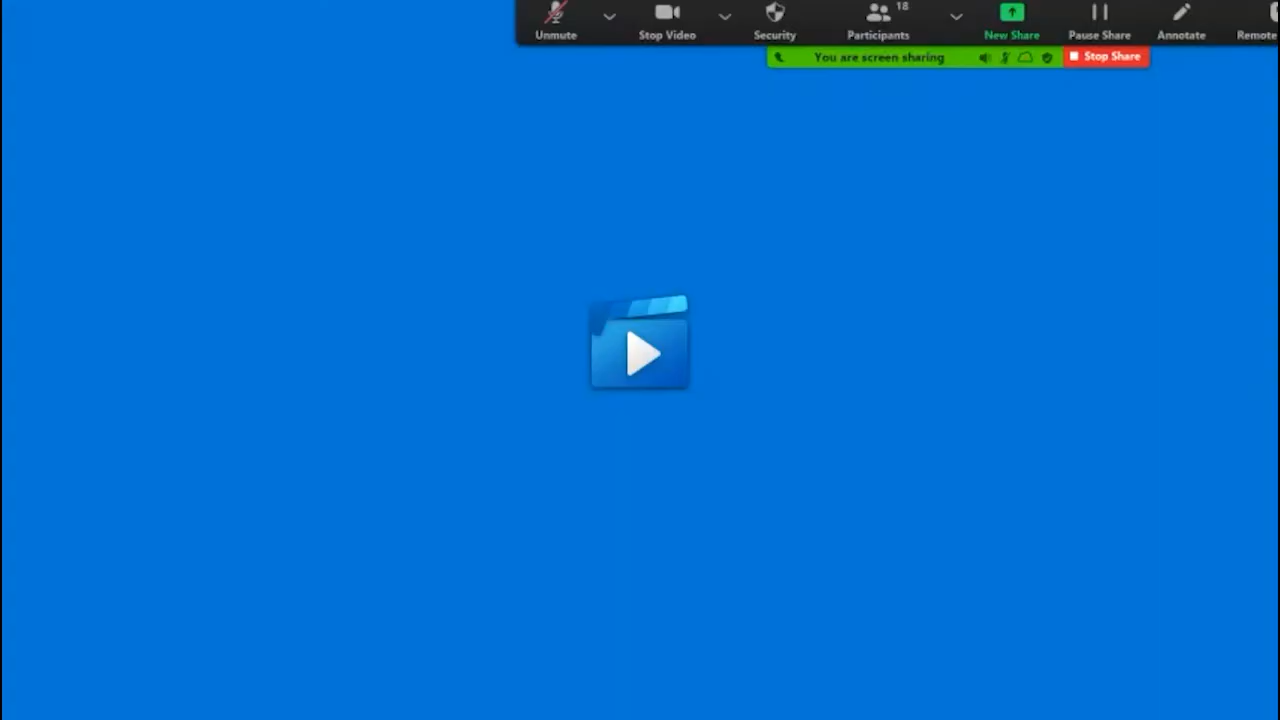 18
Unmute Stop Video Security Participants New Share Pause Share Annotate Remote
You are screen sharing Stop Share